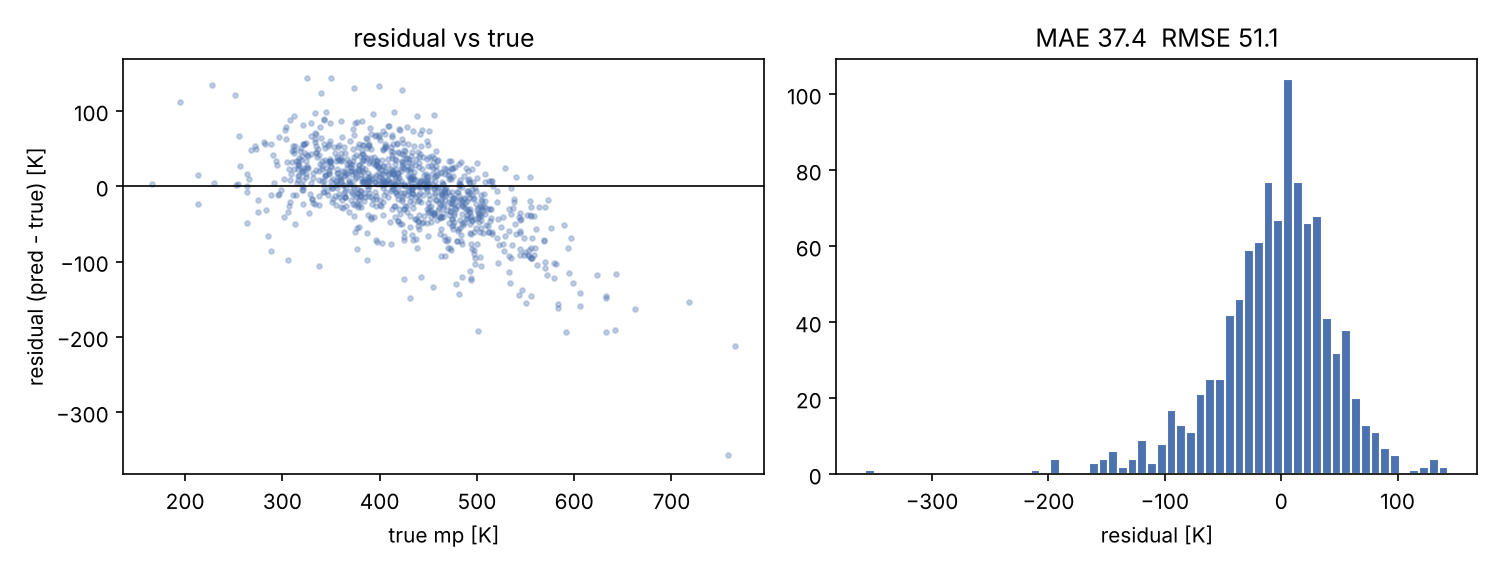 residual vs true
residual (pred - true) [K]
100
0
−100
−200
−300
200 300 400 500 600 700
true mp [K]
MAE 37.4 RMSE 51.1
100
80
60
40
20
0
−300 −200 −100 0 100
residual [K]